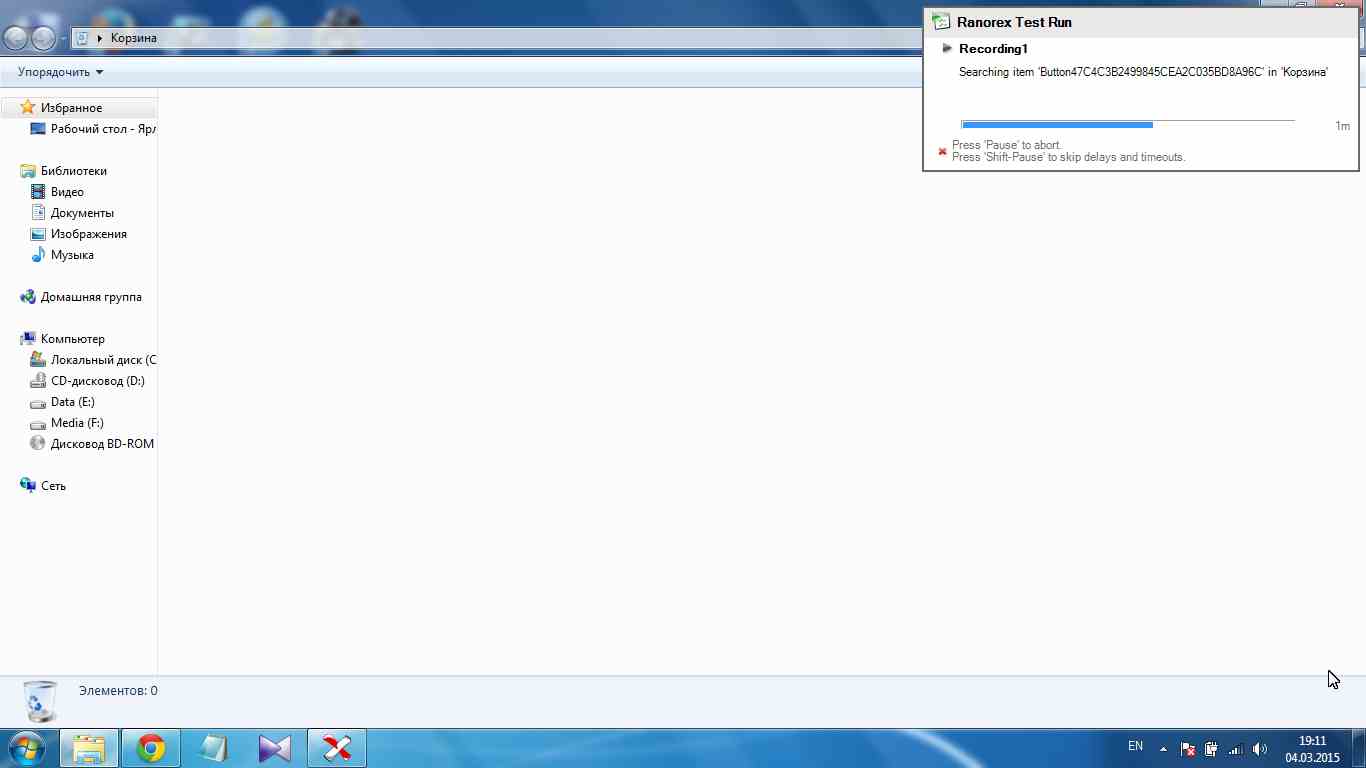 Корзина
Упорядочить
Ranorex Test Run
Recording1
Searching item 'Button47C4C3B2499845CEA2C035BD8A96C' in 'Корзина'
1m
Press 'Pause' to abort.
Press 'Shift-Pause' to skip delays and timeouts.
Избранное
Рабочий стол - Ярл
Библиотеки
Видео
Документы
Изображения
Музыка
Домашняя группа
Компьютер
Локальный диск (C
CD-дисковод (D:)
Data (E:)
Media (F:)
Дисковод BD-ROM
Сеть
Элементов: 0
EN
19:11
04.03.2015